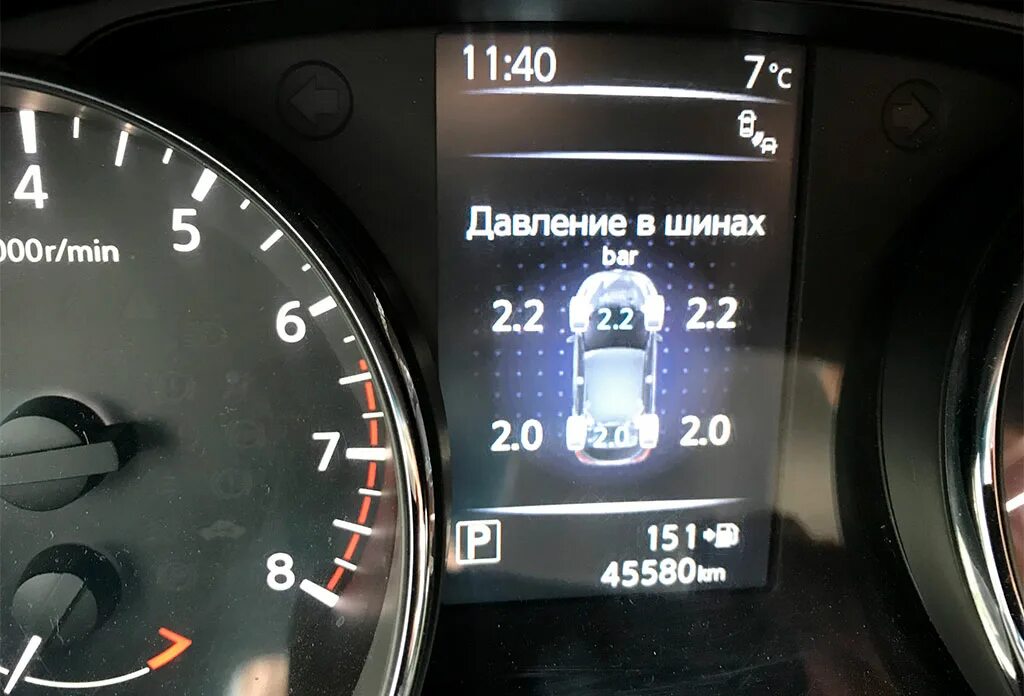 11:40 7°C
4
5
000r/min
Давление в шинах
bar
2.2 2.2 2.2
6
2.0 2.0 2.0
7
P 151
8 45580km